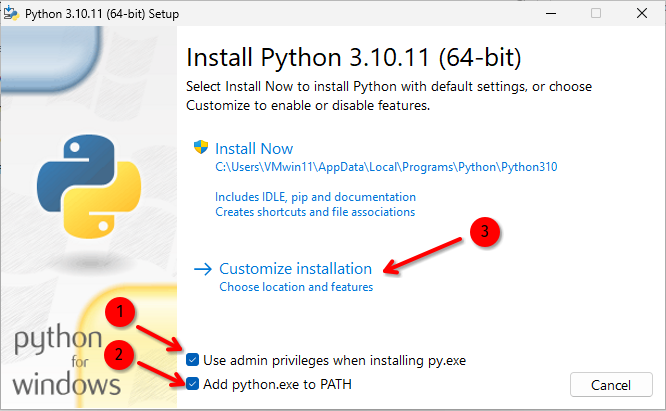 Python 3.10.11 (64-bit) Setup
Install Python 3.10.11 (64-bit)
Select Install Now to install Python with default settings, or choose
Customize to enable or disable features.
Install Now
C:\Users\VMwin11\AppData\Local\Programs\Python\Python310
Includes IDLE, pip and documentation
Creates shortcuts and file associations
3
Customize installation
Choose location and features
1
Use admin privileges when installing py.exe
2
Add python.exe to PATH
python
for
windows
Cancel